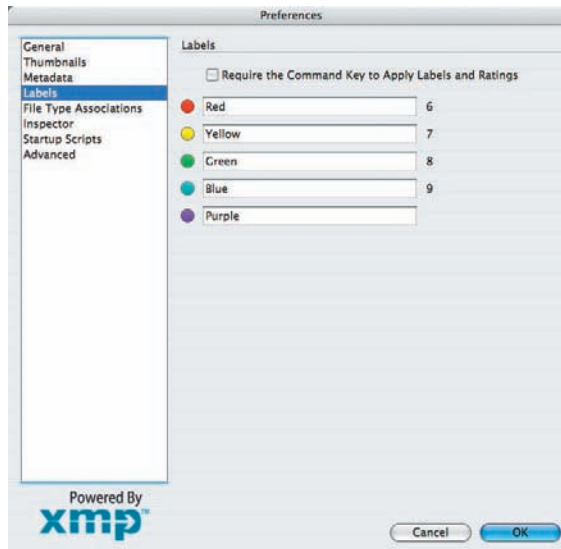 Preferences
General
Thumbnails
Metadata
Labels
File Type Associations
Inspector
Startup Scripts
Advanced
Labels
Require the Command Key to Apply Labels and Ratings
Red 6
Yellow 7
Green 8
Blue 9
Purple
Powered By
xmp™
Cancel OK